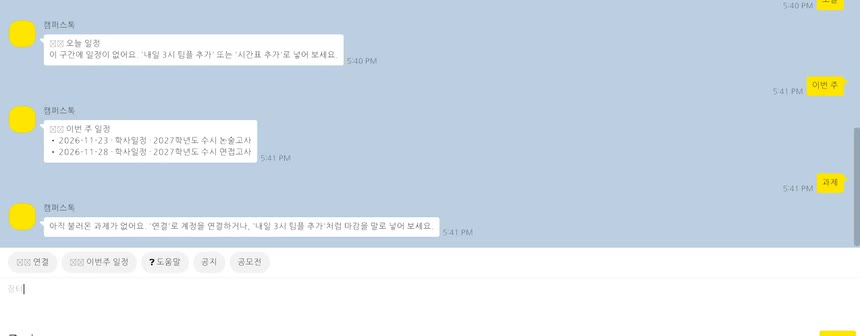 5:40 PM
캠퍼스톡
오늘 일정
이 구간에 일정이 없어요. '내일 3시 팀플 추가' 또는 '시간표 추가'로 넣어 보세요.
5:40 PM
5:41 PM 이번 주
캠퍼스톡
이번 주 일정
• 2026-11-23 · 학사일정 · 2027학년도 수시 논술고사
• 2026-11-28 · 학사일정 · 2027학년도 수시 면접고사
5:41 PM
5:41 PM 과제
캠퍼스톡
아직 불러온 과제가 없어요. '연결'로 계정을 연결하거나, '내일 3시 팀플 추가'처럼 마감을 말로 넣어 보세요.
5:41 PM
연결 이번주 일정 ? 도움말 공지 공모전
장터